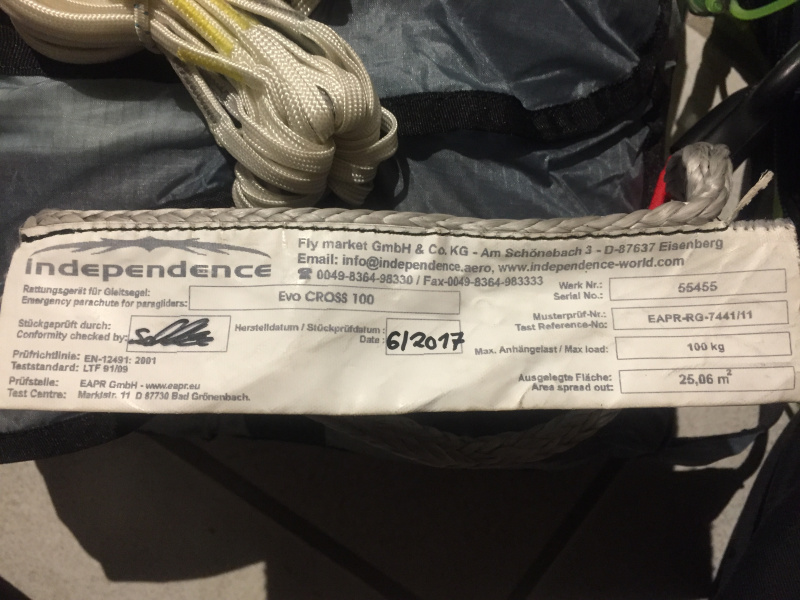 independence
Fly market GmbH & Co. KG - Am Schönebach 3 - D-87637 Eisenberg
Email: info@independence.aero, www.independence-world.com
☎ 0049-8364-98330 / Fax-0049-8364-983333
Rettungsgerät für Gleitsegel:
Emergency parachute for paragliders:
Evo CROSS 100
Werk Nr.:
Serial No.:
55455
Stückgeprüft durch:
Conformity checked by:
Herstelldatum / Stückprüfdatum:
Date:
6/2017
Musterprüf-Nr.:
Test Reference-No:
EAPR-RG-7441/11
Max. Anhängelast / Max load:
100 kg
Prüfrichtlinie: EN-12491: 2001
Teststandard: LTF 91/09
Prüfstelle: EAPR GmbH - www.eapr.eu
Test Centre: Marktstr. 11 D 87730 Bad Grönenbach.
Ausgelegte Fläche:
Area spread out:
25,06 m²